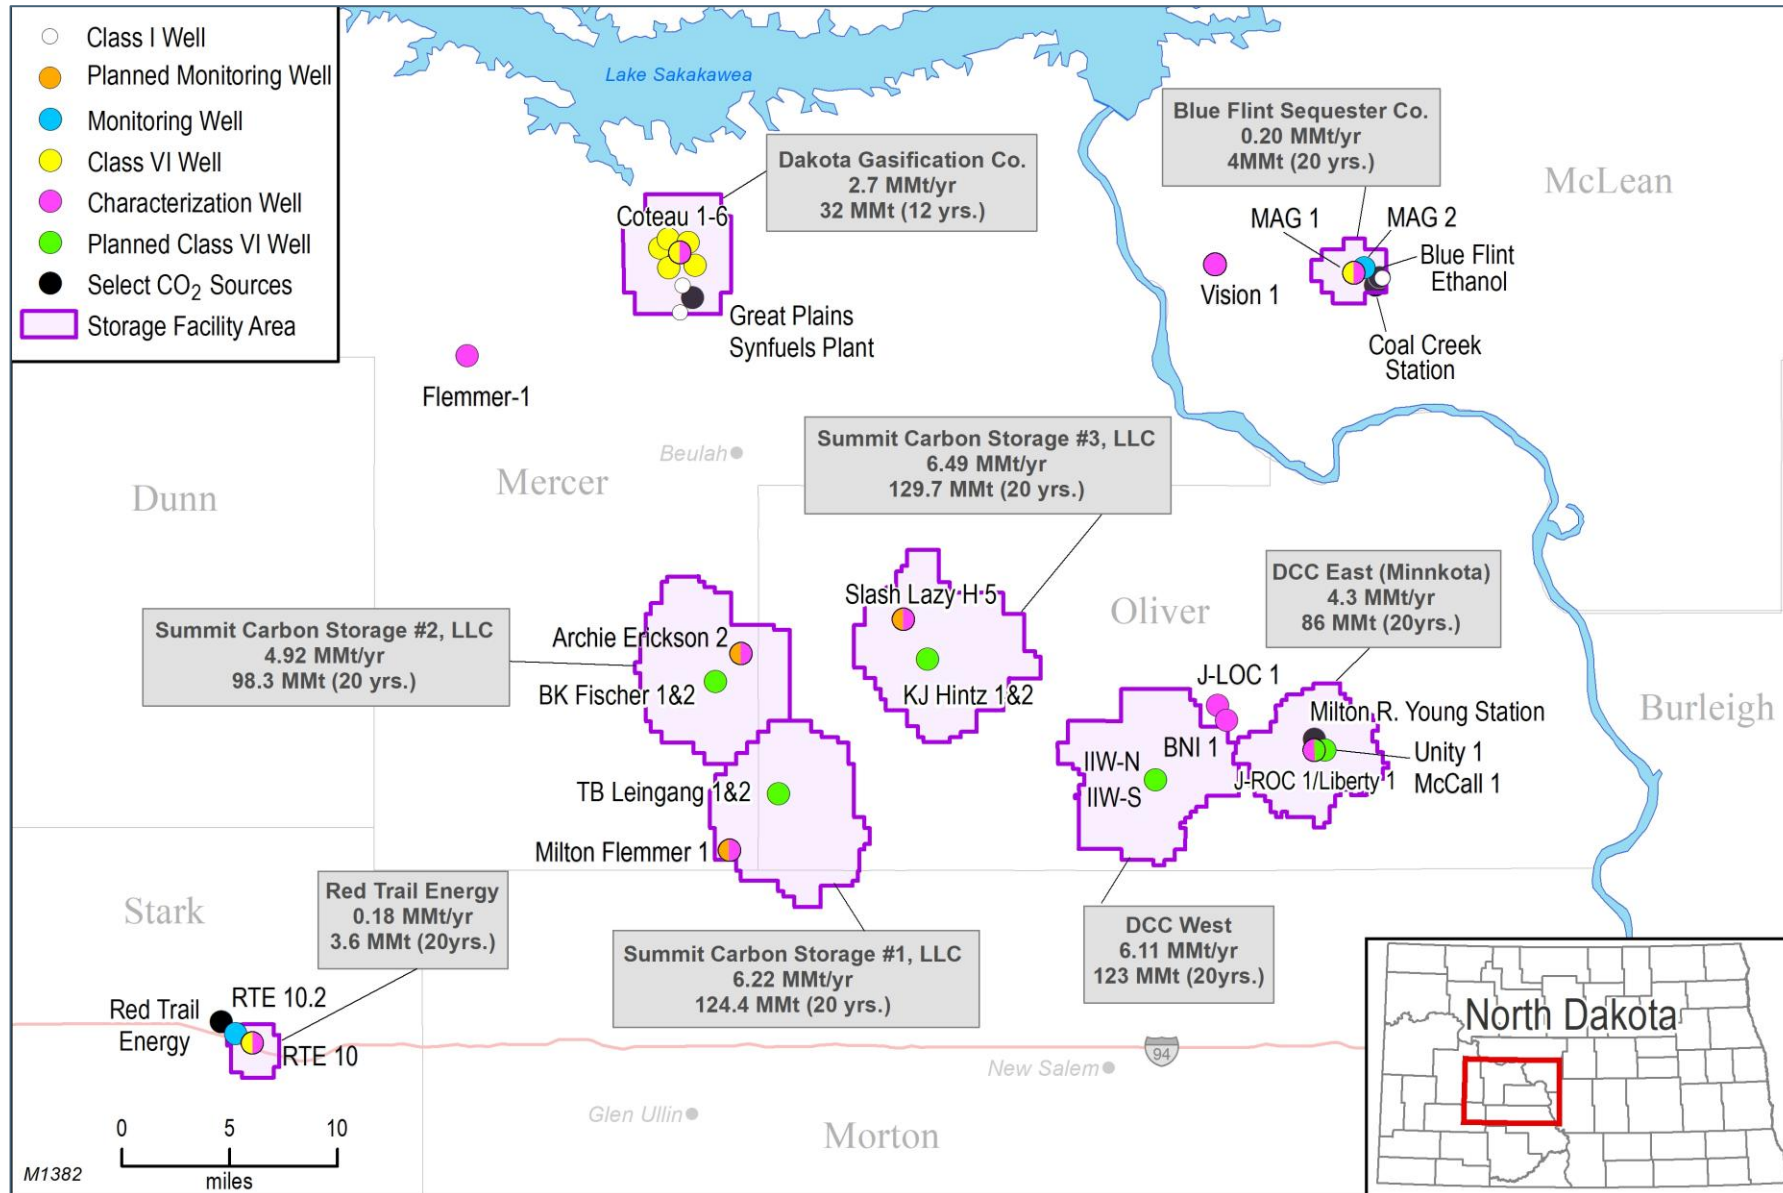 Class I Well
Planned Monitoring Well
Monitoring Well
Class VI Well
Characterization Well
Planned Class VI Well
Select CO2 Sources
Storage Facility Area
Lake Sakakawea
Dakota Gasification Co.
2.7 MMt/yr
32 MMt (12 yrs.)
Blue Flint Sequester Co.
0.20 MMt/yr
4MMt (20 yrs.)
McLean
Coteau 1-6
MAG 1
MAG 2
Blue Flint
Ethanol
Vision 1
Great Plains
Synfuels Plant
Coal Creek
Station
Flemmer-1
Beulah
Mercer
Dunn
Summit Carbon Storage #3, LLC
6.49 MMt/yr
129.7 MMt (20 yrs.)
DCC East (Minnkota)
4.3 MMt/yr
86 MMt (20yrs.)
Slash Lazy H 5
Oliver
Summit Carbon Storage #2, LLC
4.92 MMt/yr
98.3 MMt (20 yrs.)
Archie Erickson 2
BK Fischer 1&2
KJ Hintz 1&2
J-LOC 1
Milton R. Young Station
Burleigh
BNI 1
Unity 1
IIW-N
J-ROC 1/Liberty 1
McCall 1
IIW-S
TB Leingang 1&2
Milton Flemmer 1
Stark
Red Trail Energy
0.18 MMt/yr
3.6 MMt (20yrs.)
Summit Carbon Storage #1, LLC
6.22 MMt/yr
124.4 MMt (20 yrs.)
DCC West
6.11 MMt/yr
123 MMt (20yrs.)
Red Trail
Energy
RTE 10.2
RTE 10
94
New Salem
Glen Ullin
Morton
North Dakota
0 5 10
miles
M1382